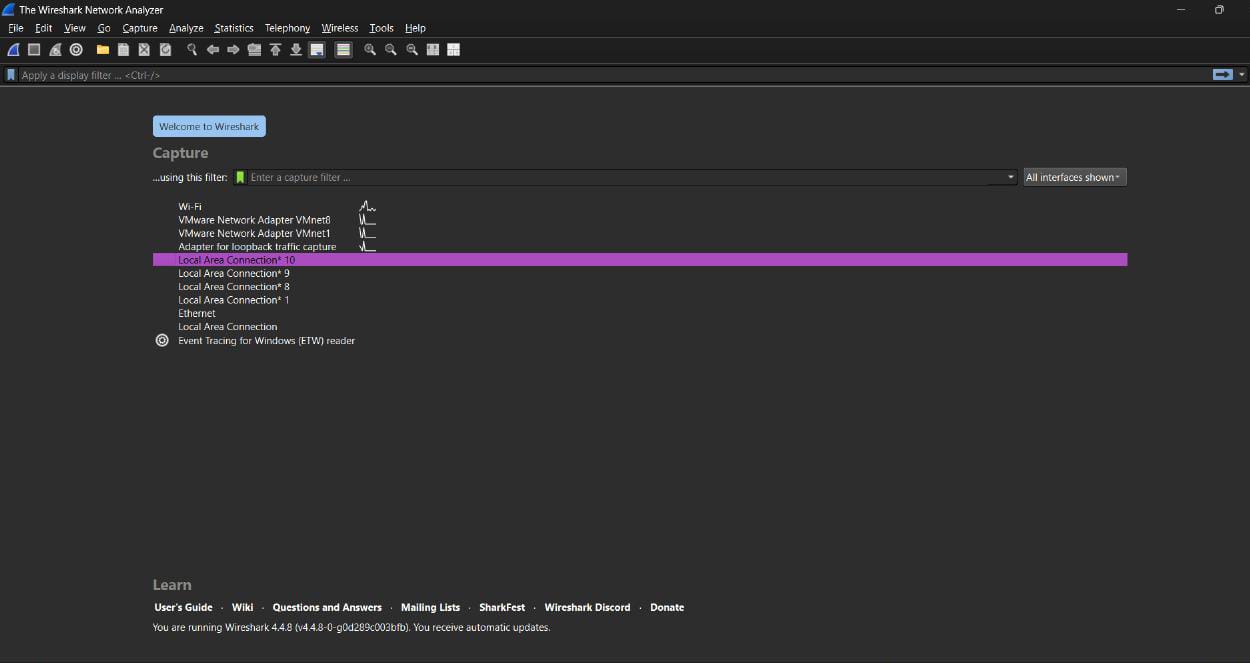 The Wireshark Network Analyzer
File Edit View Go Capture Analyze Statistics Telephony Wireless Tools Help
Apply a display filter ... <Ctrl-/>
Welcome to Wireshark
Capture
...using this filter: Enter a capture filter ... All interfaces shown
Wi-Fi
VMware Network Adapter VMnet8
VMware Network Adapter VMnet1
Adapter for loopback traffic capture
Local Area Connection* 10
Local Area Connection* 9
Local Area Connection* 8
Local Area Connection* 1
Ethernet
Local Area Connection
Event Tracing for Windows (ETW) reader
Learn
User's Guide · Wiki · Questions and Answers · Mailing Lists · SharkFest · Wireshark Discord · Donate
You are running Wireshark 4.4.8 (v4.4.8-0-g0d289c003bfb). You receive automatic updates.